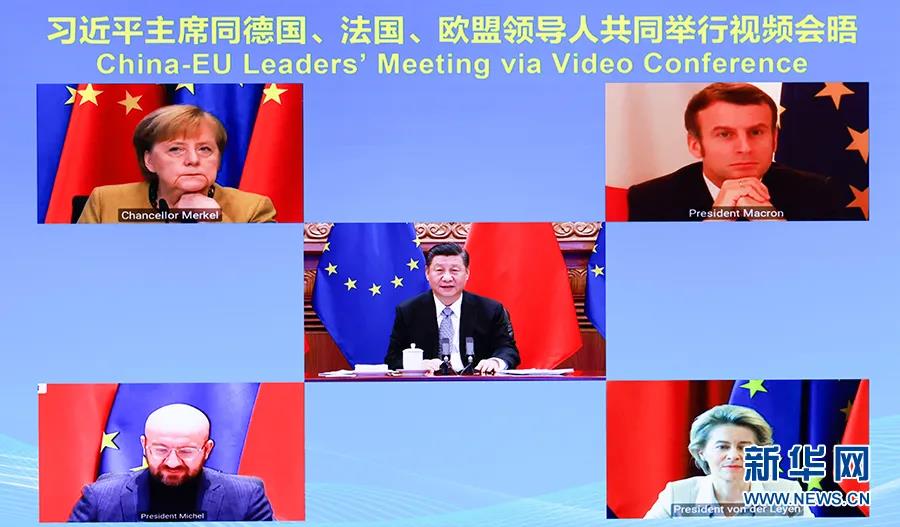 习近平主席同德国、法国、欧盟领导人共同举行视频会晤
China-EU Leaders’ Meeting via Video Conference
Chancellor Merkel
President Macron
President Michel
President von der Leyen
新华网
WWW.NEWS.CN